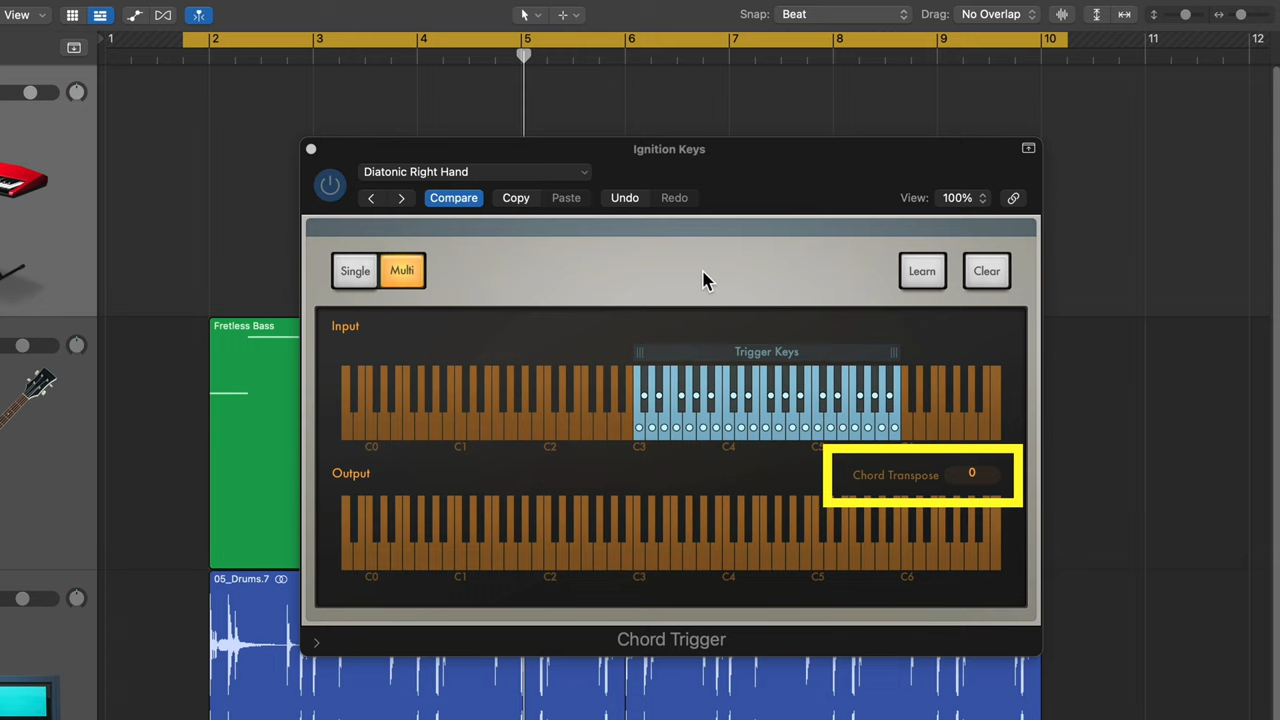 View
Snap: Beat
Drag: No Overlap
1 2 3 4 5 6 7 8 9 10 11 12
Ignition Keys
Diatonic Right Hand
Compare Copy Paste Undo Redo
View: 100%
Single Multi
Learn Clear
Input
Trigger Keys
C0 C1 C2 C3 C4 C5
Fretless Bass
Output
Chord Transpose 0
C0 C1 C2 C3 C4 C5 C6
05_Drums.7
Chord Trigger